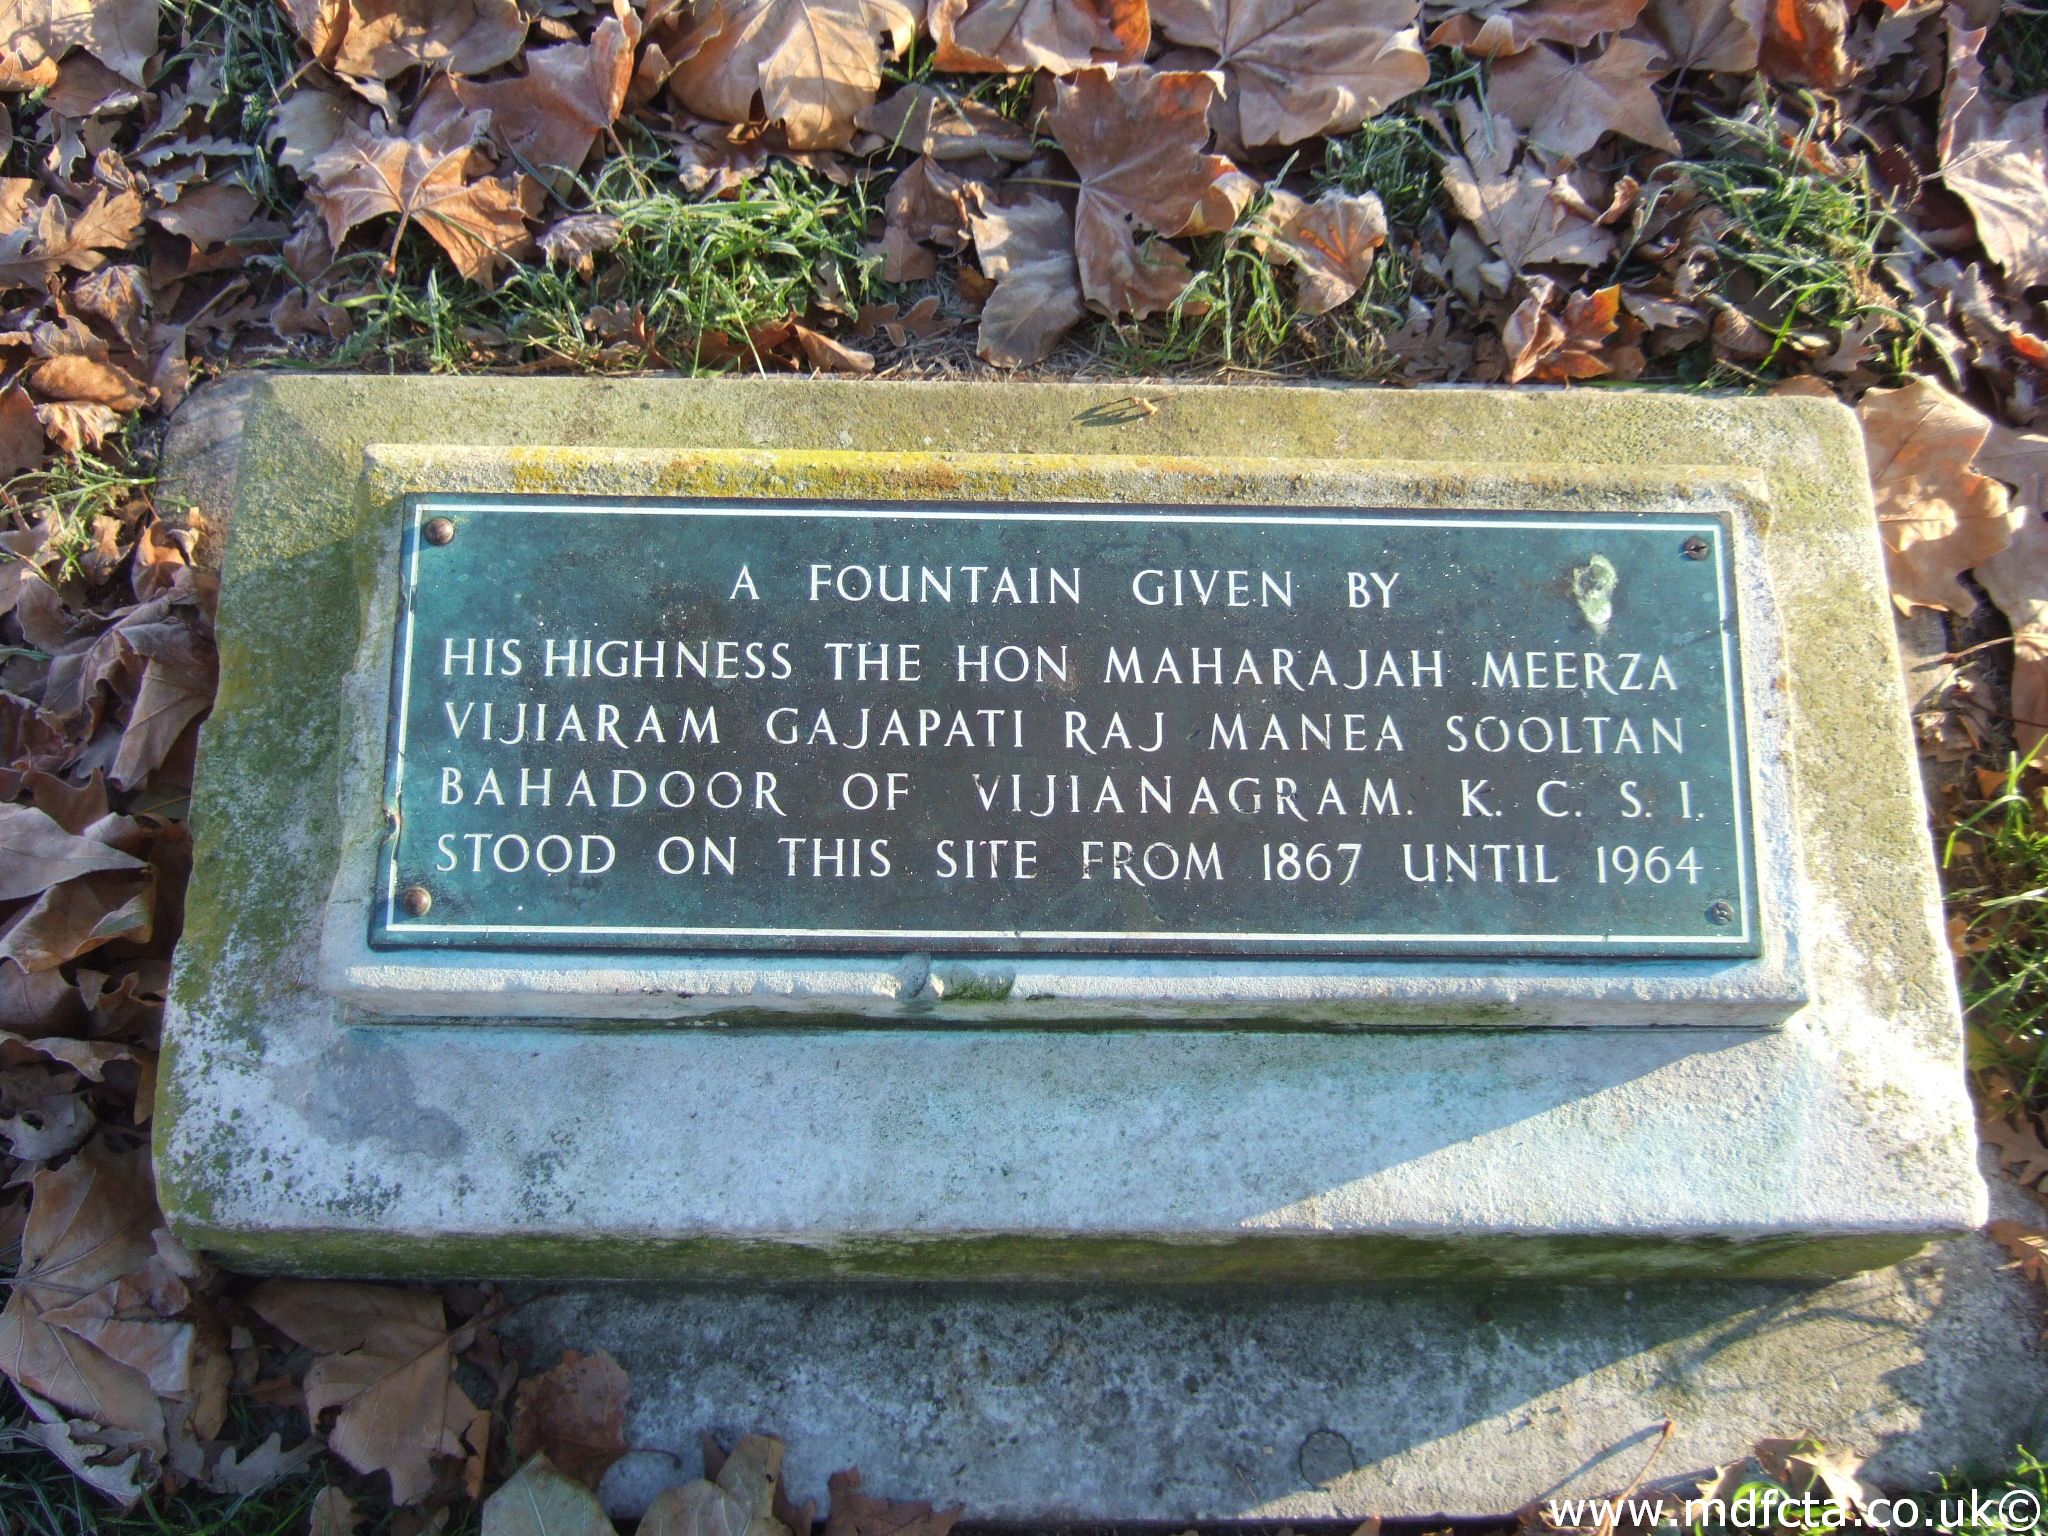 A FOUNTAIN GIVEN BY
HIS HIGHNESS THE HON MAHARAJAH MEERZA
VIJIARAM GAJAPATI RAJ MANEA SOOLTAN
BAHADOOR OF VIJIANAGRAM. K. C. S. I.
STOOD ON THIS SITE FROM 1867 UNTIL 1964
www.mdfcta.co.uk©